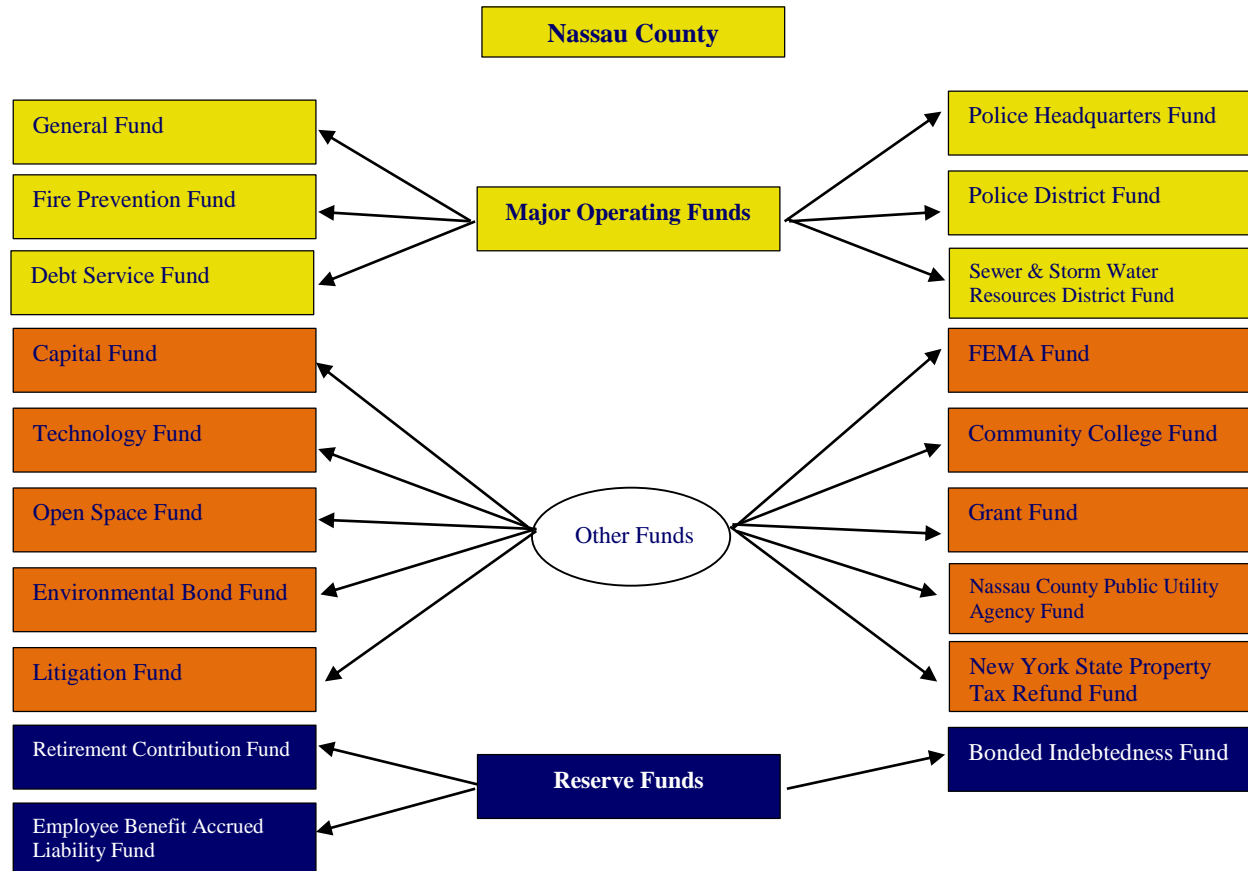 Nassau County
General Fund
Police Headquarters Fund
Fire Prevention Fund
Major Operating Funds
Police District Fund
Debt Service Fund
Sewer & Storm Water
Resources District Fund
Capital Fund
FEMA Fund
Technology Fund
Community College Fund
Open Space Fund
Other Funds
Grant Fund
Environmental Bond Fund
Nassau County Public Utility
Agency Fund
Litigation Fund
New York State Property
Tax Refund Fund
Retirement Contribution Fund
Reserve Funds
Bonded Indebtedness Fund
Employee Benefit Accrued
Liability Fund